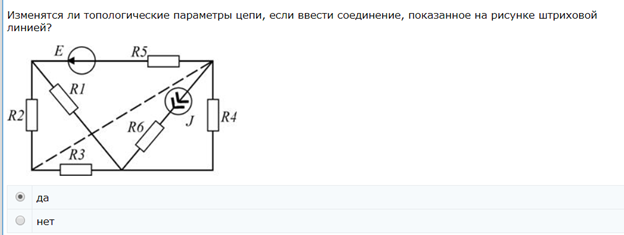 Изменятся ли топологические параметры цепи, если ввести соединение, показанное на рисунке штриховой
линией?
E R5
R1
R2 R6 J R4
R3
да
нет